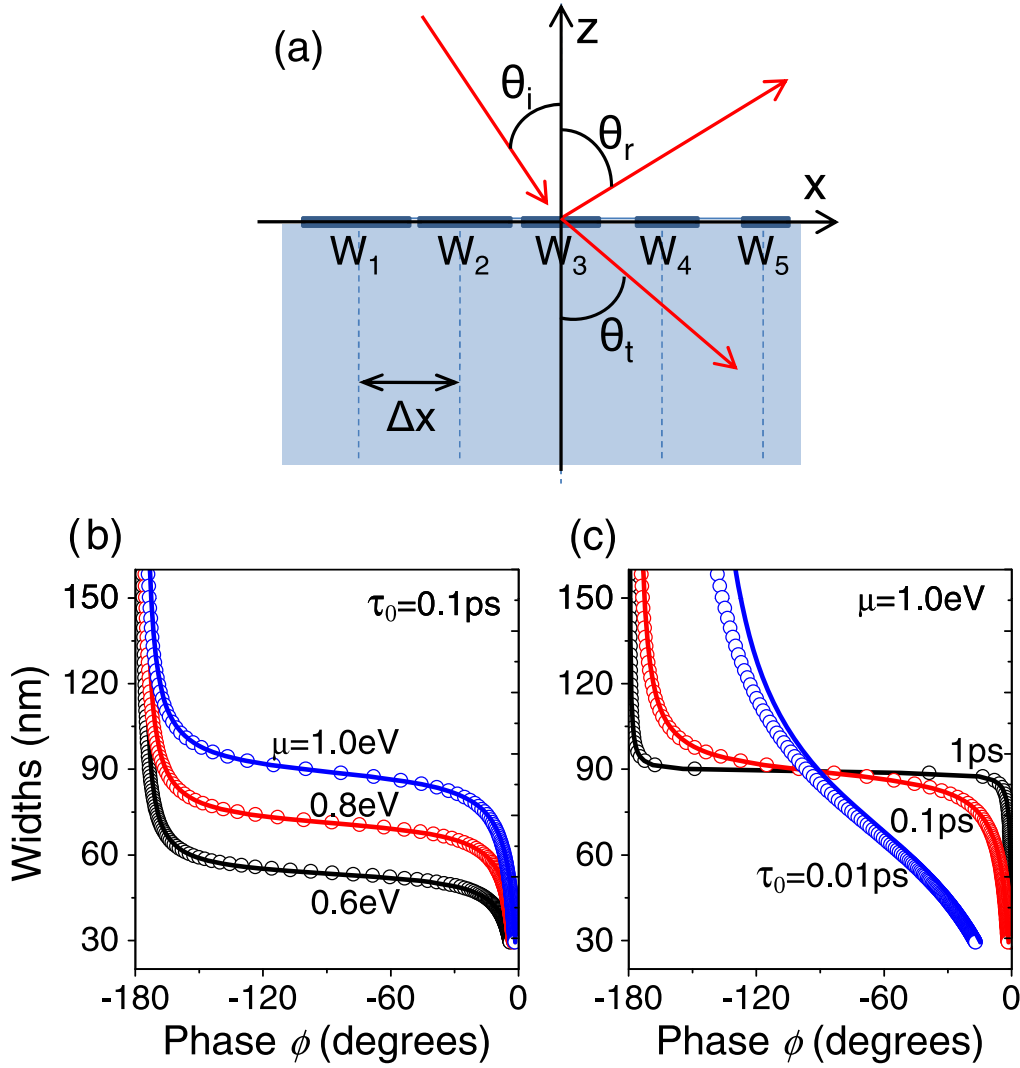 (a)
z
θi
θr
x
W1 W2 W3 W4 W5
θt
Δx
(b)
(c)
Widths (nm)
150
120
90
60
30
τ0=0.1ps
μ=1.0eV
0.8eV
0.6eV
-180 -120 -60 0
Phase ϕ (degrees)
150
120
90
60
30
μ=1.0eV
1ps
0.1ps
τ0=0.01ps
-180 -120 -60 0
Phase ϕ (degrees)